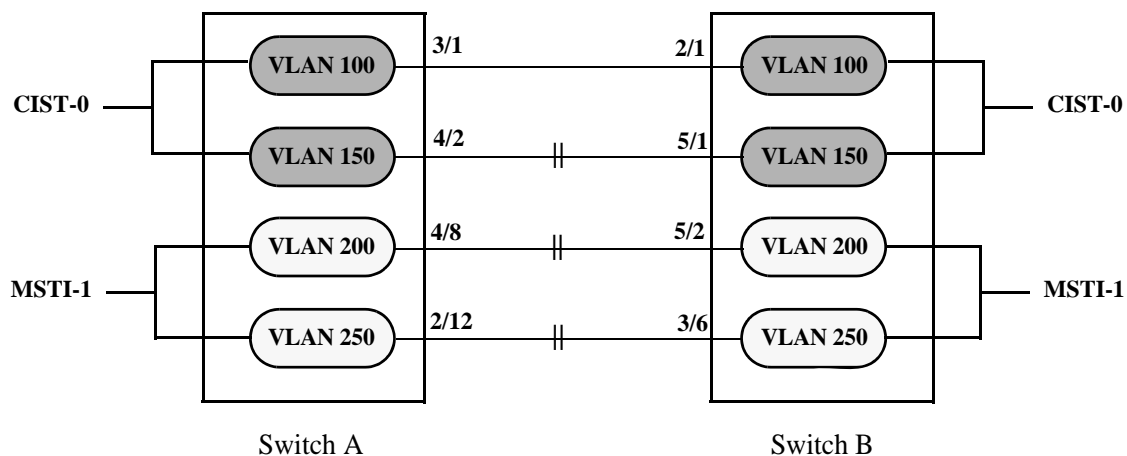 3/1 2/1
VLAN 100 VLAN 100
CIST-0 CIST-0
4/2 5/1
VLAN 150 VLAN 150
4/8 5/2
VLAN 200 VLAN 200
MSTI-1 MSTI-1
2/12 3/6
VLAN 250 VLAN 250
Switch A Switch B